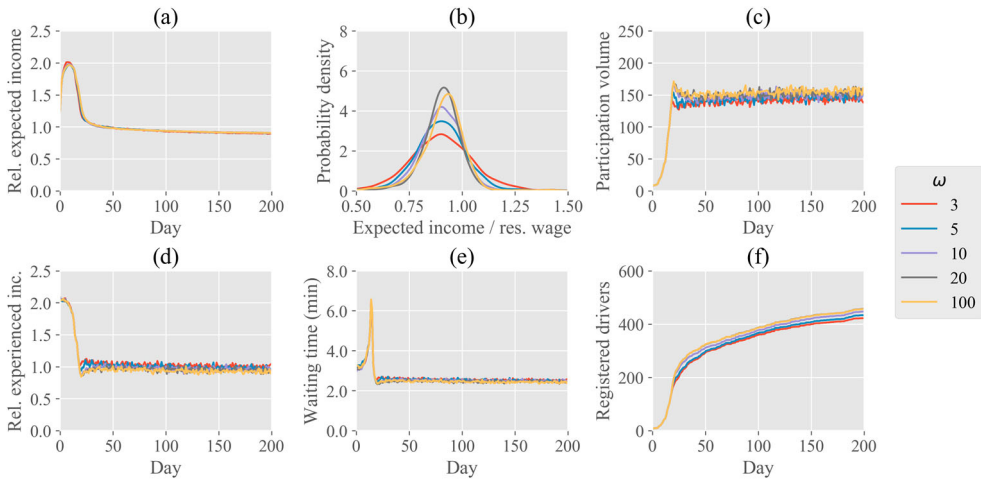 (a)
Rel. expected income
2.5
2.0
1.5
1.0
0.5
0.0
0 50 100 150 200
Day
(b)
Probability density
8
6
4
2
0
0.50 0.75 1.00 1.25 1.50
Expected income / res. wage
(c)
Participation volume
250
200
150
100
50
0
0 50 100 150 200
Day
(d)
Rel. experienced inc.
2.5
2.0
1.5
1.0
0.5
0.0
0 50 100 150 200
Day
(e)
Waiting time (min)
8.0
6.0
4.0
2.0
0.0
0 50 100 150 200
Day
(f)
Registered drivers
600
400
200
0
0 50 100 150 200
Day
ω
3
5
10
20
100